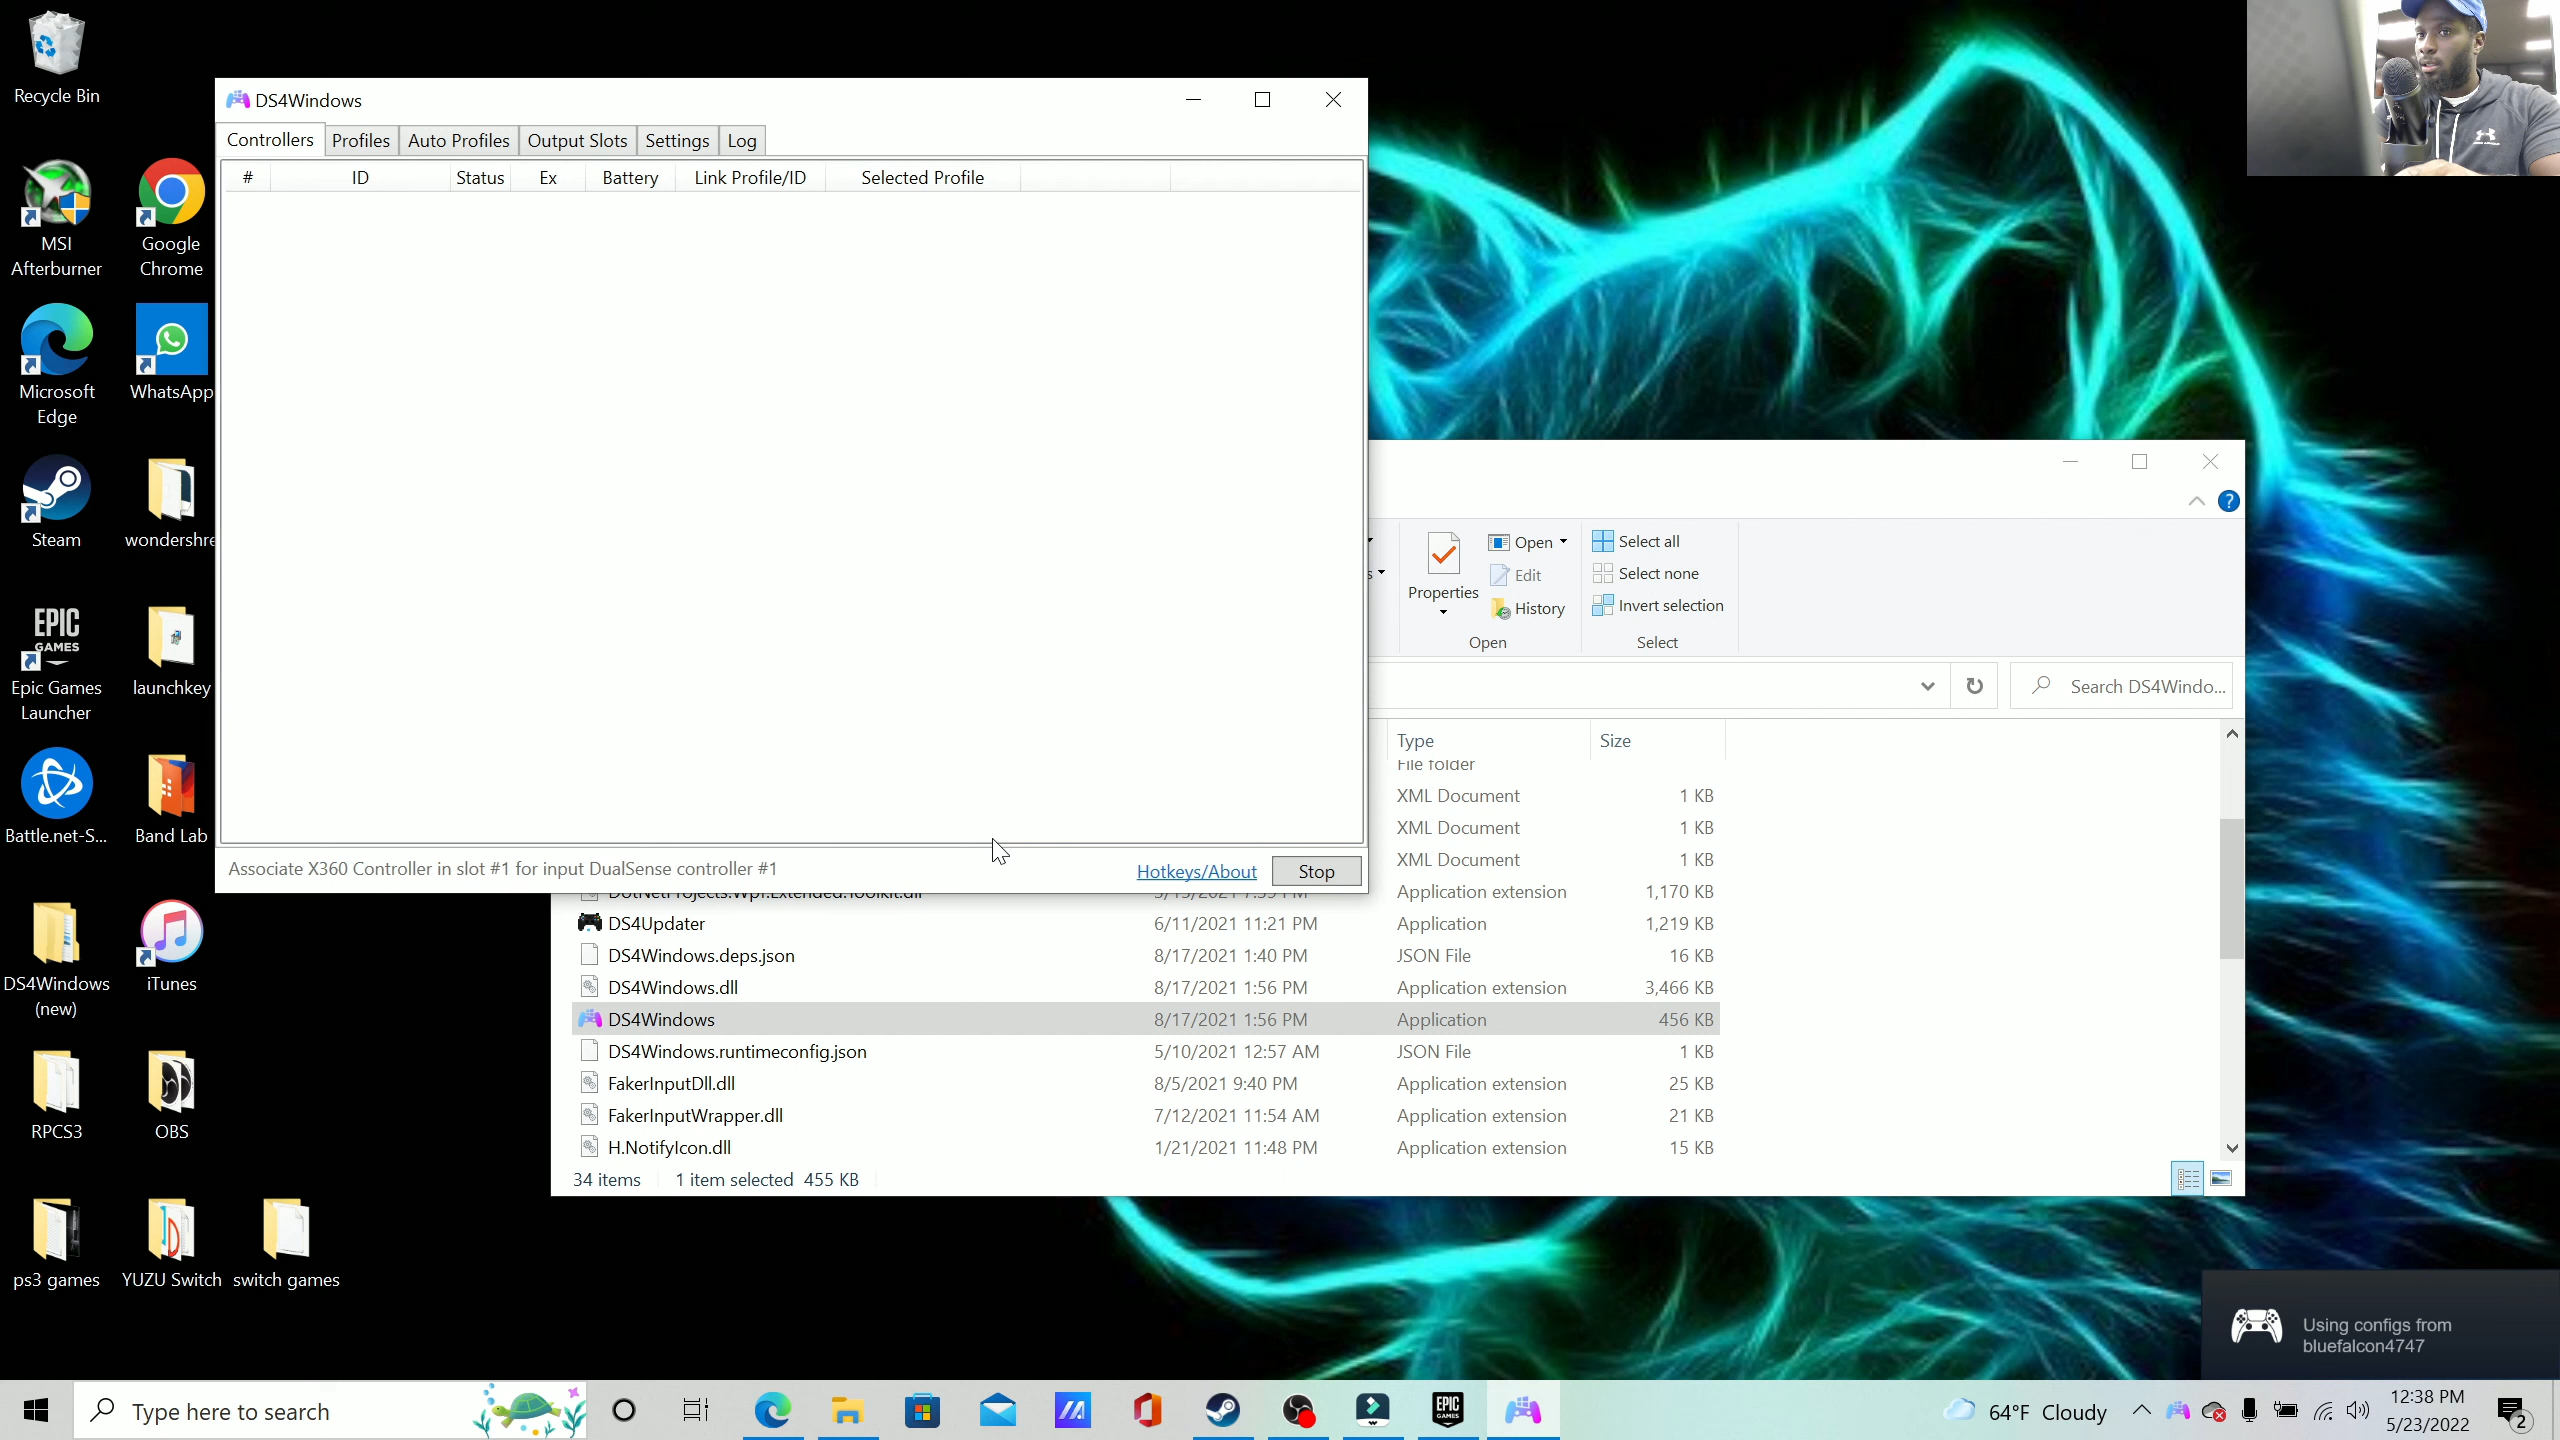 Recycle Bin
MSI
Afterburner
Google
Chrome
Microsoft
Edge
WhatsApp
Steam
wondershre
EPIC
GAMES
Epic Games
Launcher
launchkey
Battle.net-S...
Band Lab
DS4Windows
(new)
iTunes
RPCS3
OBS
ps3 games
YUZU Switch
switch games
DS4Windows
Controllers
Profiles
Auto Profiles
Output Slots
Settings
Log
# ID Status Ex Battery Link Profile/ID Selected Profile
Associate X360 Controller in slot #1 for input DualSense controller #1
Hotkeys/About
Stop
Properties
Open
Edit
History
Open
Select all
Select none
Invert selection
Select
Search DS4Windo...
Type Size
File folder
XML Document 1 KB
XML Document 1 KB
XML Document 1 KB
Application extension 1,170 KB
DS4Updater 6/11/2021 11:21 PM Application 1,219 KB
DS4Windows.deps.json 8/17/2021 1:40 PM JSON File 16 KB
DS4Windows.dll 8/17/2021 1:56 PM Application extension 3,466 KB
DS4Windows 8/17/2021 1:56 PM Application 456 KB
DS4Windows.runtimeconfig.json 5/10/2021 12:57 AM JSON File 1 KB
FakerInputDll.dll 8/5/2021 9:40 PM Application extension 25 KB
FakerInputWrapper.dll 7/12/2021 11:54 AM Application extension 21 KB
H.NotifyIcon.dll 1/21/2021 11:48 PM Application extension 15 KB
34 items 1 item selected 455 KB
Using configs from
bluefalcon4747
Type here to search
EPIC
GAMES
64°F Cloudy
12:38 PM
5/23/2022
2